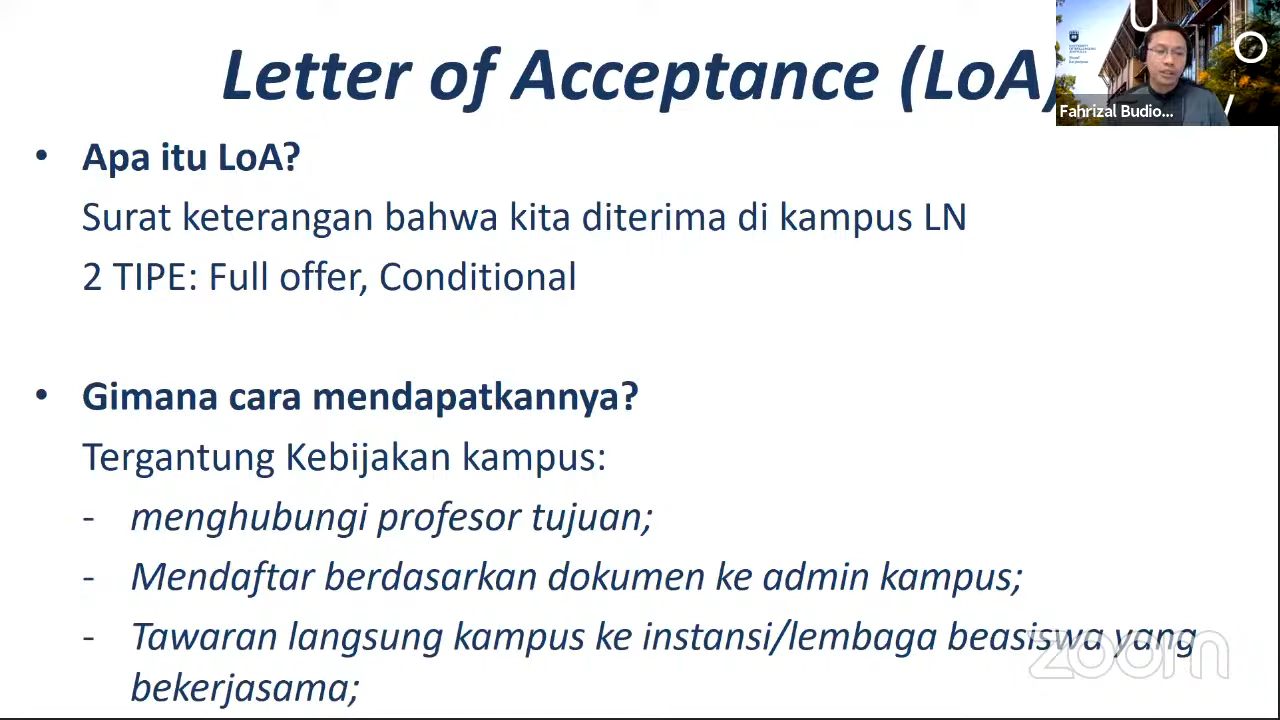 Letter of Acceptance (LoA)
Fahrizal Budio...
• Apa itu LoA?
Surat keterangan bahwa kita diterima di kampus LN
2 TIPE: Full offer, Conditional
• Gimana cara mendapatkannya?
Tergantung Kebijakan kampus:
- menghubungi profesor tujuan;
- Mendaftar berdasarkan dokumen ke admin kampus;
- Tawaran langsung kampus ke instansi/lembaga beasiswa yang
bekerjasama;
zoom